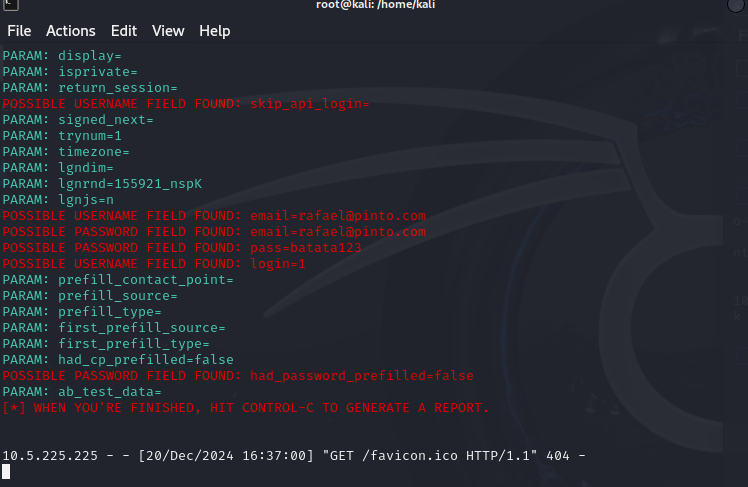 root@kali: /home/kali
File Actions Edit View Help
PARAM: display=
PARAM: isprivate=
PARAM: return_session=
POSSIBLE USERNAME FIELD FOUND: skip_api_login=
PARAM: signed_next=
PARAM: trynum=1
PARAM: timezone=
PARAM: lgndim=
PARAM: lgnrnd=155921_nspK
PARAM: lgnjs=n
POSSIBLE USERNAME FIELD FOUND: email=rafael@pinto.com
POSSIBLE PASSWORD FIELD FOUND: email=rafael@pinto.com
POSSIBLE PASSWORD FIELD FOUND: pass=batata123
POSSIBLE USERNAME FIELD FOUND: login=1
PARAM: prefill_contact_point=
PARAM: prefill_source=
PARAM: prefill_type=
PARAM: first_prefill_source=
PARAM: first_prefill_type=
PARAM: had_cp_prefilled=false
POSSIBLE PASSWORD FIELD FOUND: had_password_prefilled=false
PARAM: ab_test_data=
[*] WHEN YOU'RE FINISHED, HIT CONTROL-C TO GENERATE A REPORT.
10.5.225.225 - - [20/Dec/2024 16:37:00] "GET /favicon.ico HTTP/1.1" 404 -